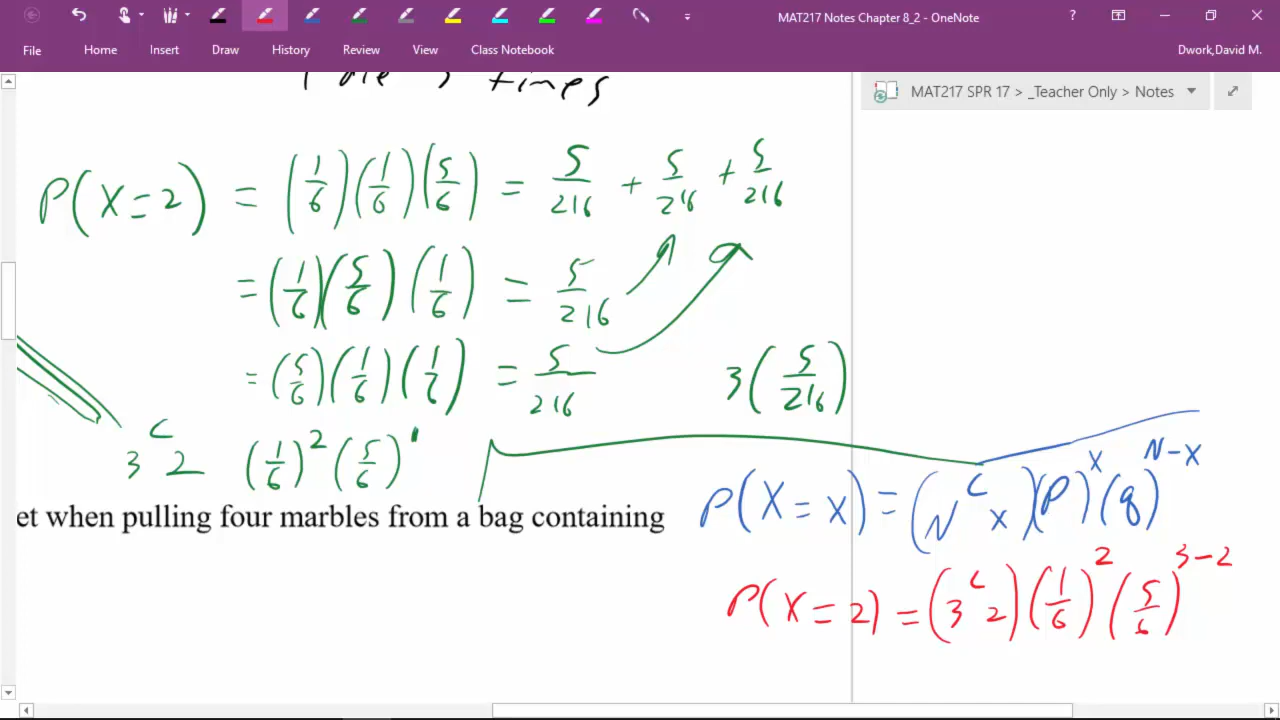 MAT217 Notes Chapter 8_2 - OneNote
?
File Home Insert Draw History Review View Class Notebook
Dwork,David M.
MAT217 SPR 17 > _Teacher Only > Notes
times
P(X=2) = (1/6)(1/6)(5/6) = 5/216 + 5/216 + 5/216
= (1/6)(5/6)(1/6) = 5/216
= (5/6)(1/6)(1/6) = 5/216
3(5/216)
3C2 (1/6)^2 (5/6)^1
P(X=x) = (N C x)(P)^x (q)^N-x
et when pulling four marbles from a bag containing
P(X=2) = (3 C 2)(1/6)^2 (5/6)^3-2